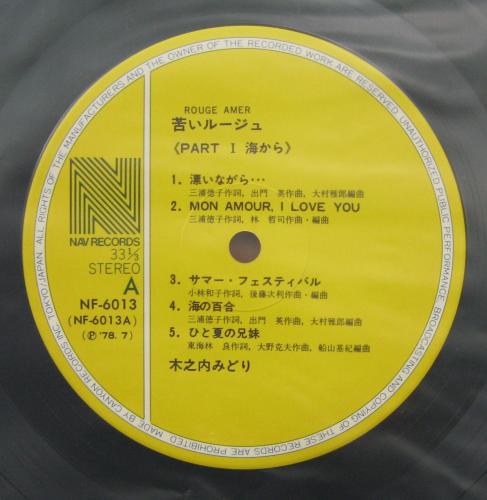 ALL RIGHTS OF THE MANUFACTURERS AND THE OWNER OF THE RECORDED WORK ARE RESERVED. UNAUTHORIZED PUBLIC PERFORMANCE, BROADCASTING AND COPYING OF THESE RECORDS ARE PROHIBITED.
MADE BY CANYON RECORDS INC TOKYO/JAPAN
ROUGE AMER
苦いルージュ
《PART I 海から》
1. 漂いながら…
三浦徳子作詞, 出門 英作曲, 大村雅郎編曲
2. MON AMOUR, I LOVE YOU
三浦徳子作詞, 林 哲司作曲・編曲
N
NAV RECORDS
33⅓
STEREO
A
NF-6013
(NF-6013A)
(Ⓟ '78. 7)
3. サマー・フェスティバル
小林和子作詞, 後藤次利作曲・編曲
4. 海の百合
三浦徳子作詞, 出門 英作曲, 大村雅郎編曲
5. ひと夏の兄妹
東海林 良作詞, 大野克夫作曲, 船山基紀編曲
木之内みどり